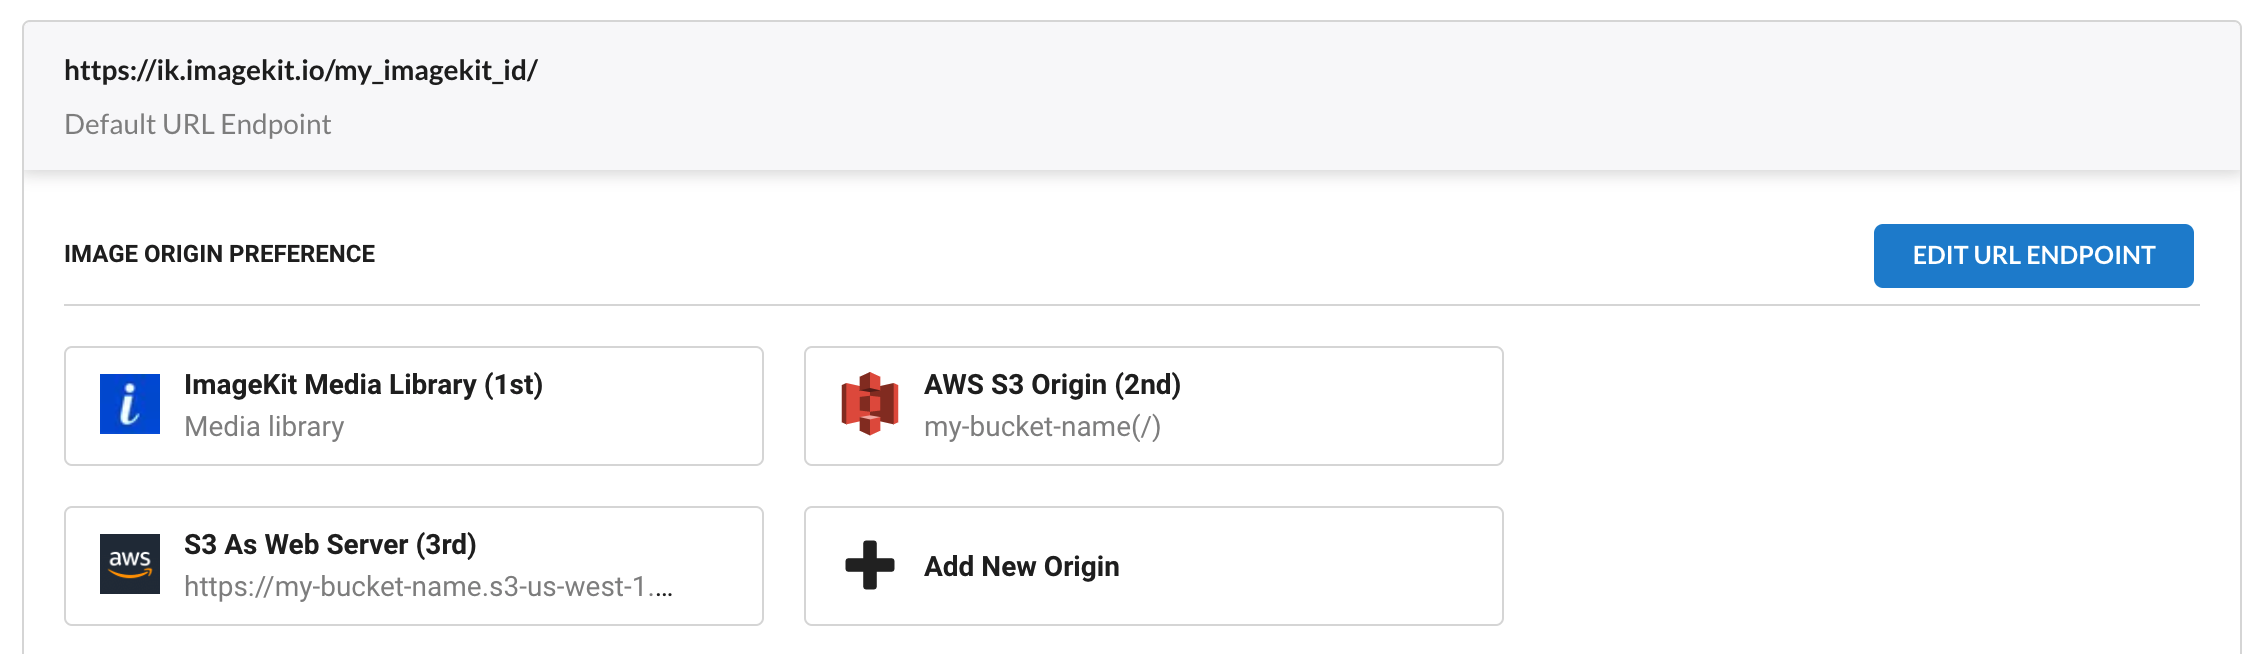 https://ik.imagekit.io/my_imagekit_id/
Default URL Endpoint
IMAGE ORIGIN PREFERENCE
EDIT URL ENDPOINT
i
ImageKit Media Library (1st)
Media library
AWS S3 Origin (2nd)
my-bucket-name(/)
aws
S3 As Web Server (3rd)
https://my-bucket-name.s3-us-west-1....
Add New Origin